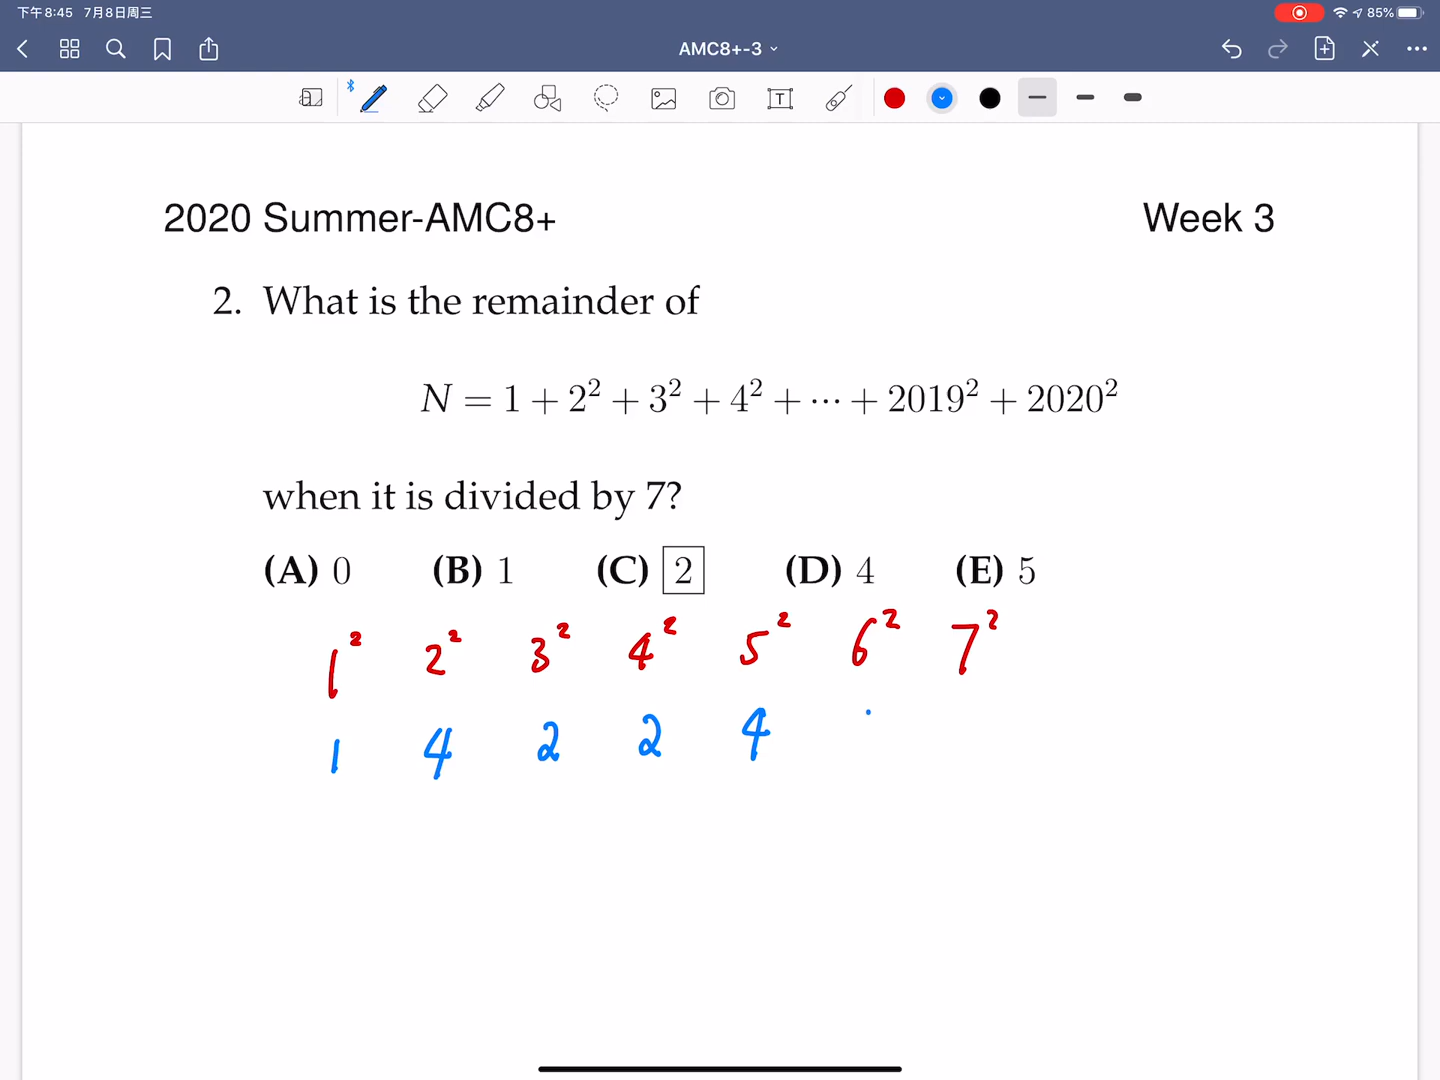 下午8:45 7月8日周三 85%
AMC8+-3
T
2020 Summer-AMC8+ Week 3
2. What is the remainder of
N = 1 + 2² + 3² + 4² + ··· + 2019² + 2020²
when it is divided by 7?
(A) 0 (B) 1 (C) 2 (D) 4 (E) 5
1² 2² 3² 4² 5² 6² 7²
1 4 2 2 4